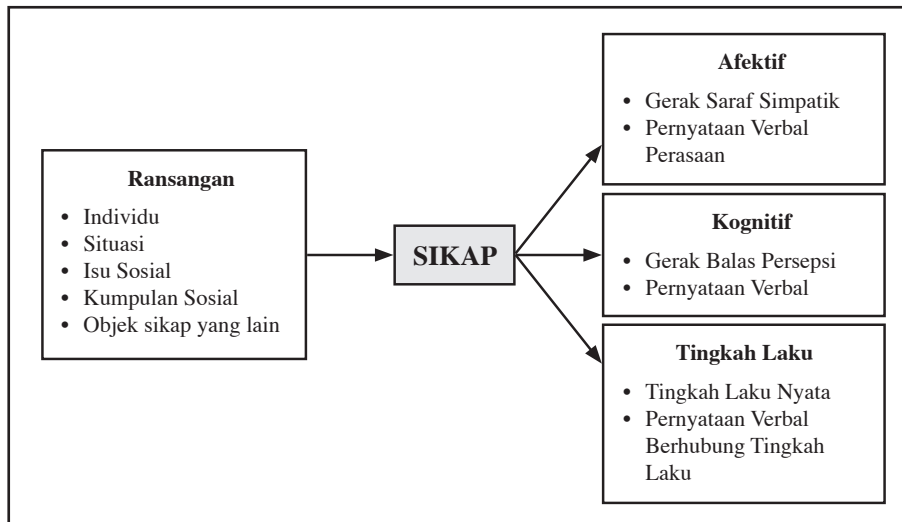 Ransangan
• Individu
• Situasi
• Isu Sosial
• Kumpulan Sosial
• Objek sikap yang lain
SIKAP
Afektif
• Gerak Saraf Simpatik
• Pernyataan Verbal
Perasaan
Kognitif
• Gerak Balas Persepsi
• Pernyataan Verbal
Tingkah Laku
• Tingkah Laku Nyata
• Pernyataan Verbal
Berhubung Tingkah
Laku